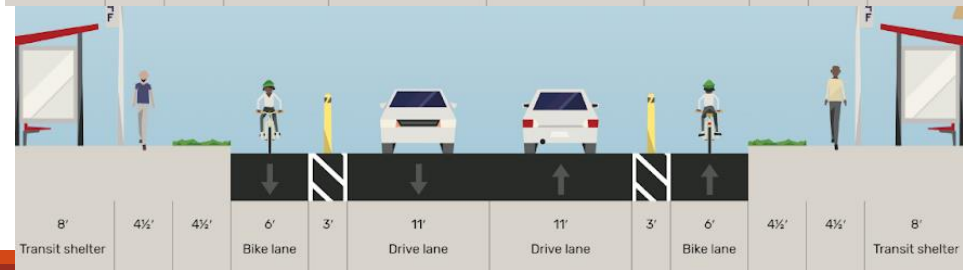 F
F
8' 4½' 4½' 6' 3' 11' 11' 3' 6' 4½' 4½' 8'
Transit shelter Bike lane Drive lane Drive lane Bike lane Transit shelter